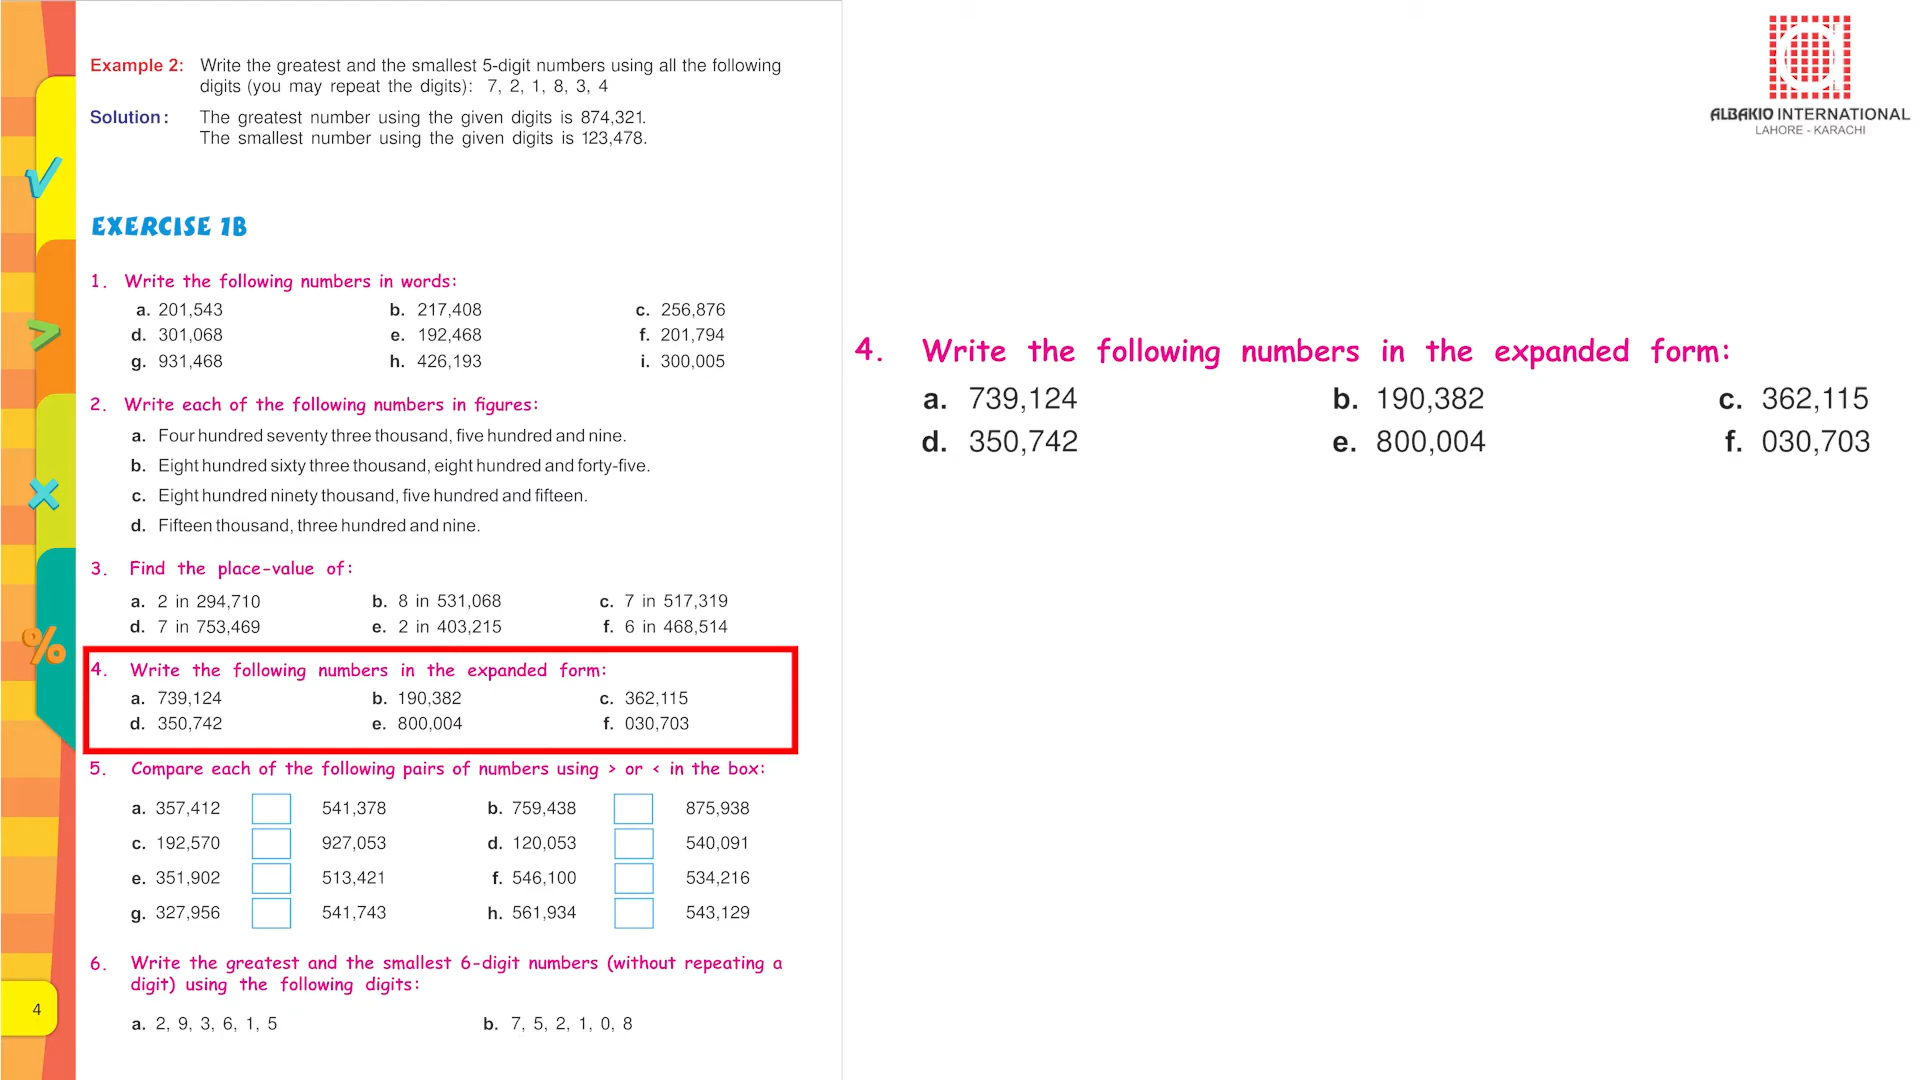 Example 2: Write the greatest and the smallest 5-digit numbers using all the following
digits (you may repeat the digits): 7, 2, 1, 8, 3, 4
Solution: The greatest number using the given digits is 874,321.
The smallest number using the given digits is 123,478.
EXERCISE 1B
1. Write the following numbers in words:
a. 201,543 b. 217,408 c. 256,876
d. 301,068 e. 192,468 f. 201,794
g. 931,468 h. 426,193 i. 300,005
2. Write each of the following numbers in figures:
a. Four hundred seventy three thousand, five hundred and nine.
b. Eight hundred sixty three thousand, eight hundred and forty-five.
c. Eight hundred ninety thousand, five hundred and fifteen.
d. Fifteen thousand, three hundred and nine.
3. Find the place-value of:
a. 2 in 294,710 b. 8 in 531,068 c. 7 in 517,319
d. 7 in 753,469 e. 2 in 403,215 f. 6 in 468,514
4. Write the following numbers in the expanded form:
a. 739,124 b. 190,382 c. 362,115
d. 350,742 e. 800,004 f. 030,703
5. Compare each of the following pairs of numbers using > or < in the box:
a. 357,412 541,378 b. 759,438 875,938
c. 192,570 927,053 d. 120,053 540,091
e. 351,902 513,421 f. 546,100 534,216
g. 327,956 541,743 h. 561,934 543,129
6. Write the greatest and the smallest 6-digit numbers (without repeating a
digit) using the following digits:
a. 2, 9, 3, 6, 1, 5 b. 7, 5, 2, 1, 0, 8
4
√
>
×
%
ALBAKIO INTERNATIONAL
LAHORE - KARACHI
4. Write the following numbers in the expanded form:
a. 739,124 b. 190,382 c. 362,115
d. 350,742 e. 800,004 f. 030,703